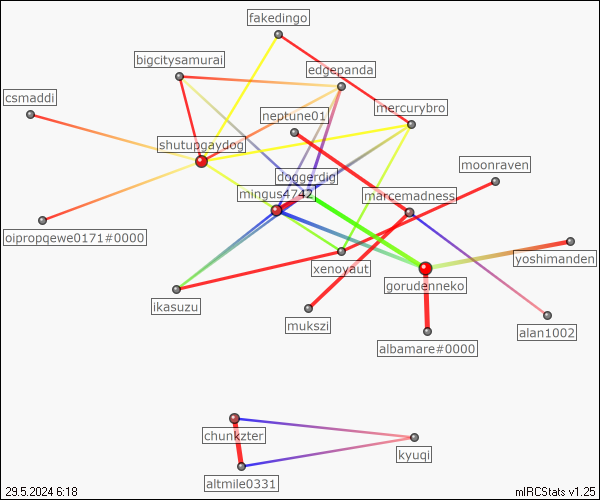 fakedingo
bigcitysamurai
edgepanda
csmaddi
neptune01
mercurybro
shutupgaydog
moonraven
doggerdig
mingus4742
marcemadness
oipropqewe0171#0000
yoshimanden
xenoyaut
gorudenneko
ikasuzu
mukszi
alan1002
albamare#0000
chunkzter
kyuqi
altmile0331
29.5.2024 6:18
mIRCStats v1.25